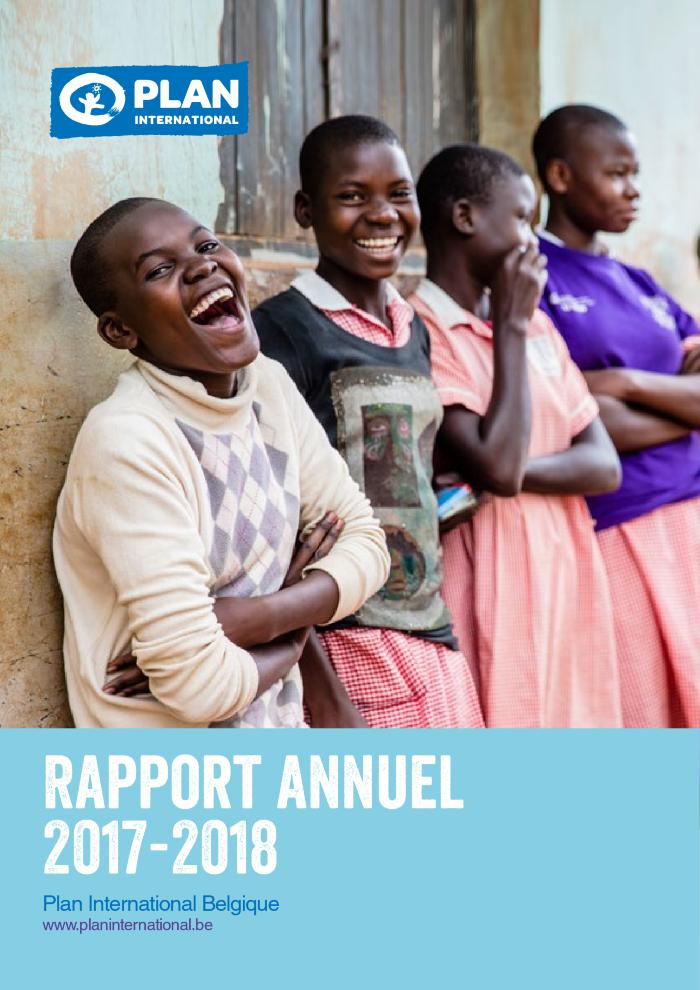 PLAN
INTERNATIONAL
RAPPORT ANNUEL
2017-2018
Plan International Belgique
www.planinternational.be